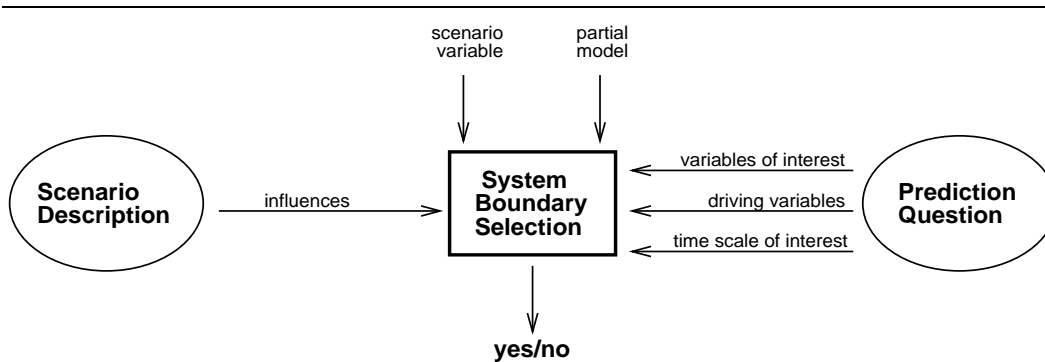 scenario
variable
partial
model
Scenario
Description
influences
System
Boundary
Selection
variables of interest
driving variables
time scale of interest
Prediction
Question
yes/no